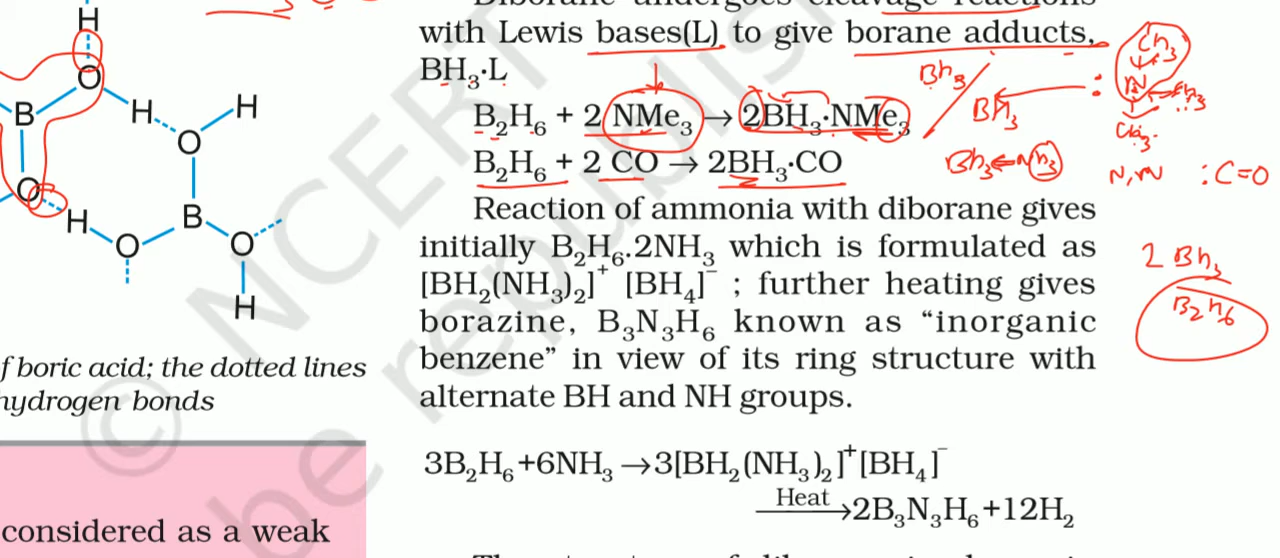 H
O
B
O
H
H
O
H
B
O
O
H
f boric acid; the dotted lines
hydrogen bonds
considered as a weak
Diborane undergoes cleavage reactions
with Lewis bases(L) to give borane adducts,
BH₃·L
B₂H₆ + 2 NMe₃ → 2BH₃·NMe₃
B₂H₆ + 2 CO → 2BH₃·CO
Reaction of ammonia with diborane gives
initially B₂H₆.2NH₃ which is formulated as
[BH₂(NH₃)₂]⁺ [BH₄]⁻ ; further heating gives
borazine, B₃N₃H₆ known as “inorganic
benzene” in view of its ring structure with
alternate BH and NH groups.
3B₂H₆+6NH₃ →3[BH₂(NH₃)₂]⁺[BH₄]⁻
Heat →2B₃N₃H₆+12H₂
Bh₃
BH₃
:
Ch₃
N
Bh₃
:C=O
2 Bh₃
B₂h₆
© NCERT
be republis